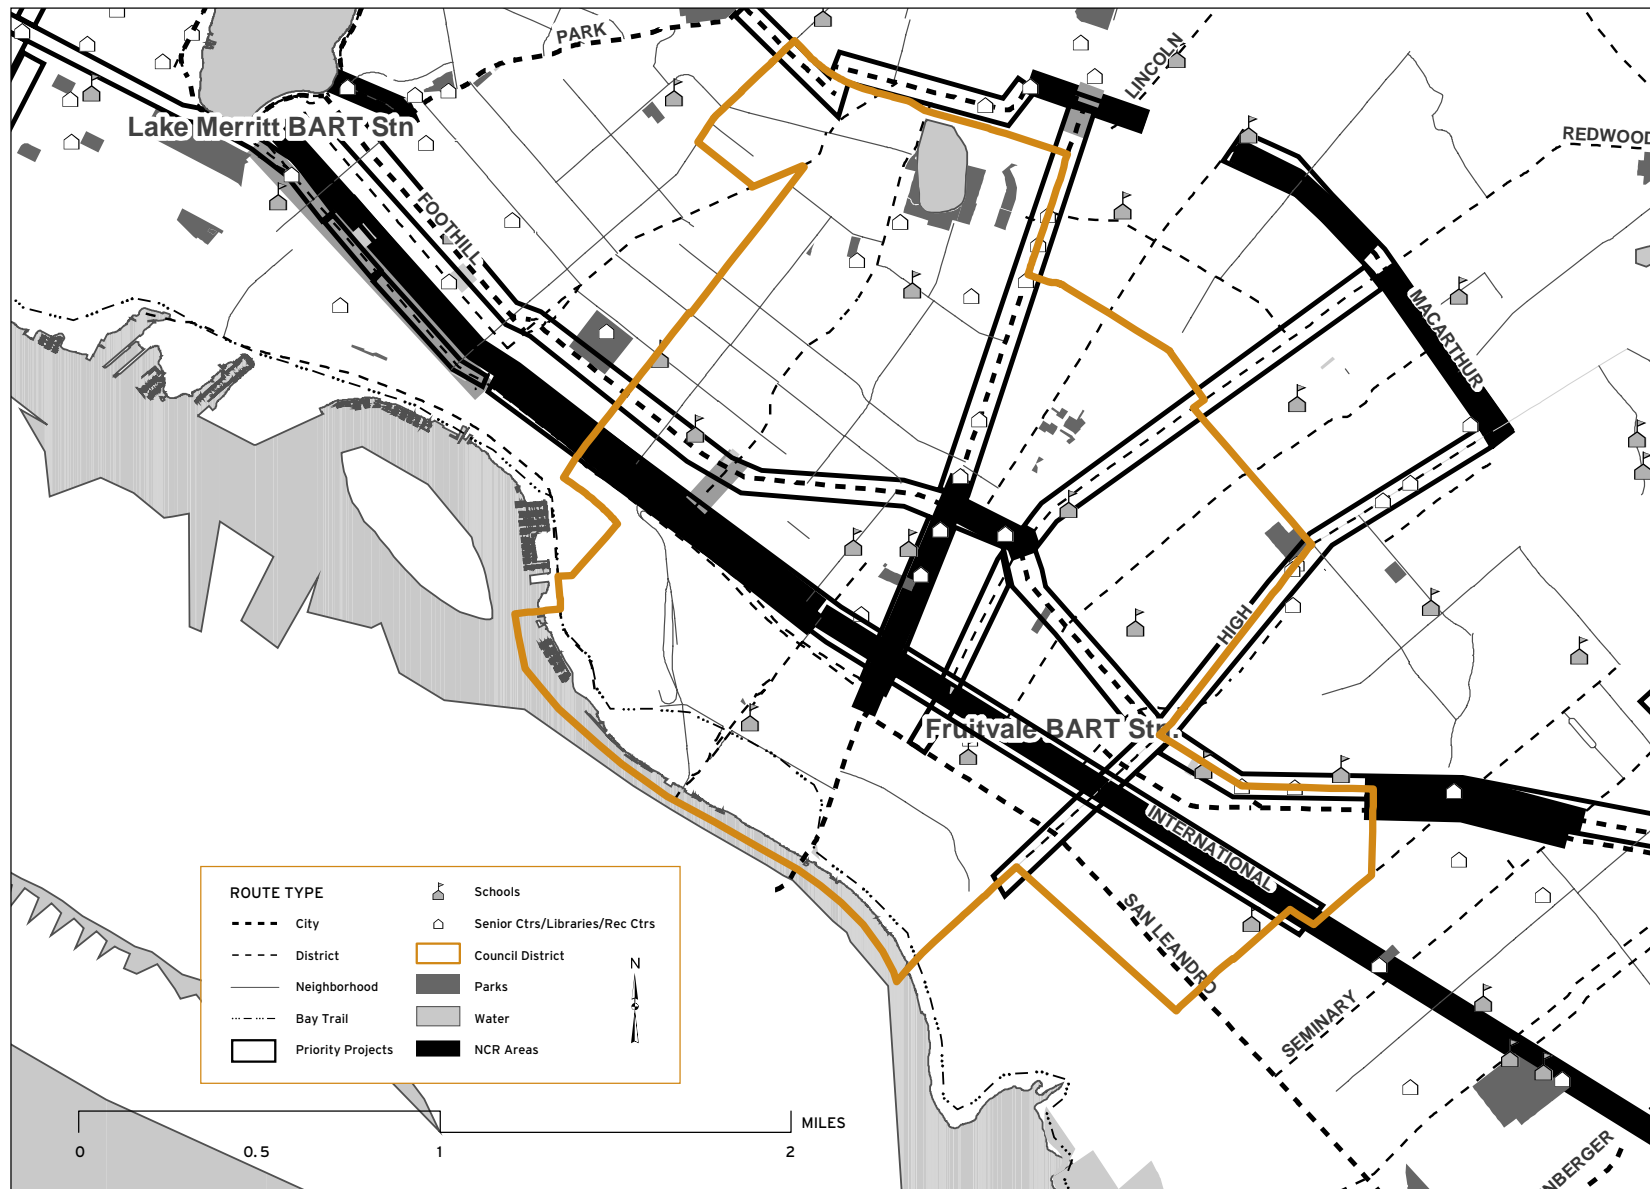 PARK
LINCOLN
REDWOOD
Lake Merritt BART Stn
FOOTHILL
MACARTHUR
HIGH
Fruitvale BART Stn.
INTERNATIONAL
SAN LEANDRO
SEMINARY
NBERGER
ROUTE TYPE
City
District
Neighborhood
Bay Trail
Priority Projects
Schools
Senior Ctrs/Libraries/Rec Ctrs
Council District
Parks
Water
NCR Areas
N
MILES
0 0.5 1 2